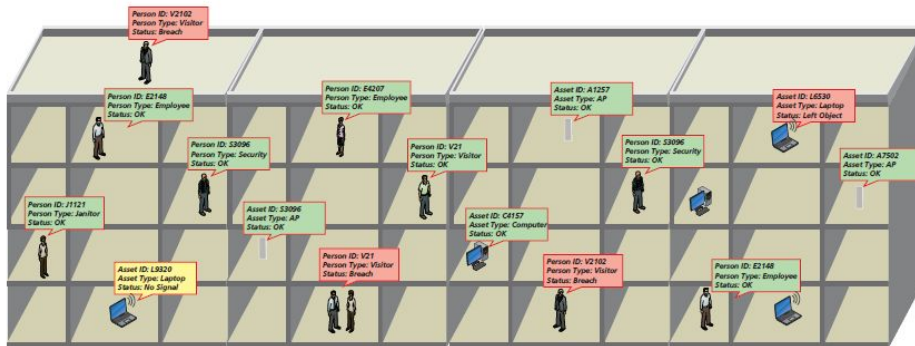 Person ID: V2102
Person Type: Visitor
Status: Breach
Person ID: E2148
Person Type: Employee
Status: OK
Person ID: E4207
Person Type: Employee
Status: OK
Asset ID: A1257
Asset Type: AP
Status: OK
Asset ID: L6530
Asset Type: Laptop
Status: Left Object
Person ID: S3096
Person Type: Security
Status: OK
Person ID: V21
Person Type: Visitor
Status: OK
Person ID: S3096
Person Type: Security
Status: OK
Asset ID: A7502
Asset Type: AP
Status: OK
Person ID: J1121
Person Type: Janitor
Status: OK
Asset ID: S3096
Asset Type: AP
Status: OK
Asset ID: C4157
Asset Type: Computer
Status: OK
Asset ID: L9320
Asset Type: Laptop
Status: No Signal
Person ID: V21
Person Type: Visitor
Status: Breach
Person ID: V2102
Person Type: Visitor
Status: Breach
Person ID: E2148
Person Type: Employee
Status: OK